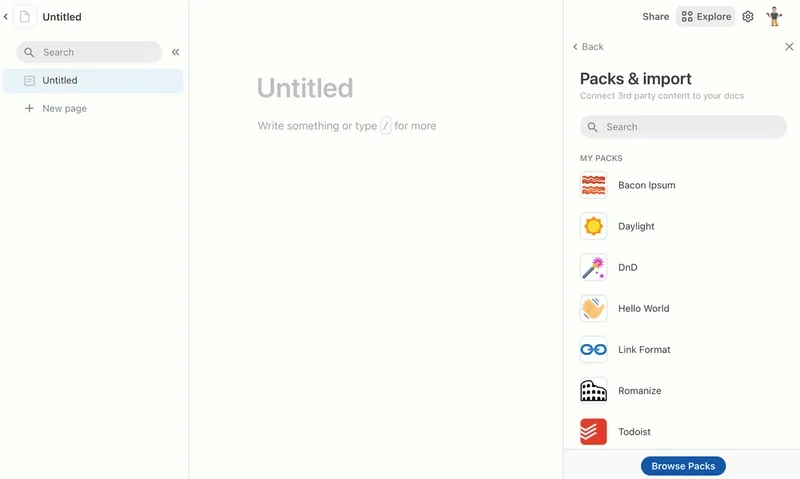 Untitled
Share
Explore
Search
Untitled
New page
Untitled
Write something or type / for more
Back
Packs & import
Connect 3rd party content to your docs
Search
MY PACKS
Bacon Ipsum
Daylight
DnD
Hello World
Link Format
Romanize
Todoist
Browse Packs